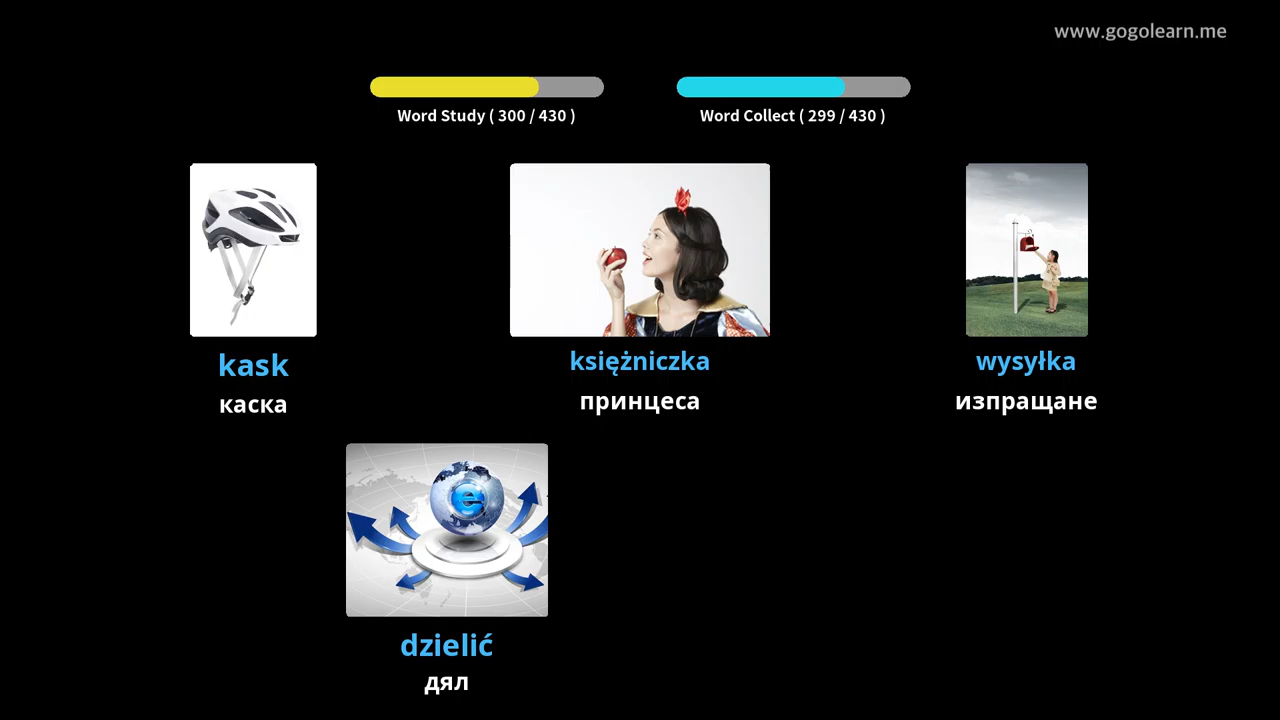 www.gogolearn.me
Word Study ( 300 / 430 )
Word Collect ( 299 / 430 )
kask
каска
księżniczka
принцеса
wysyłka
изпращане
e
dzielić
дял